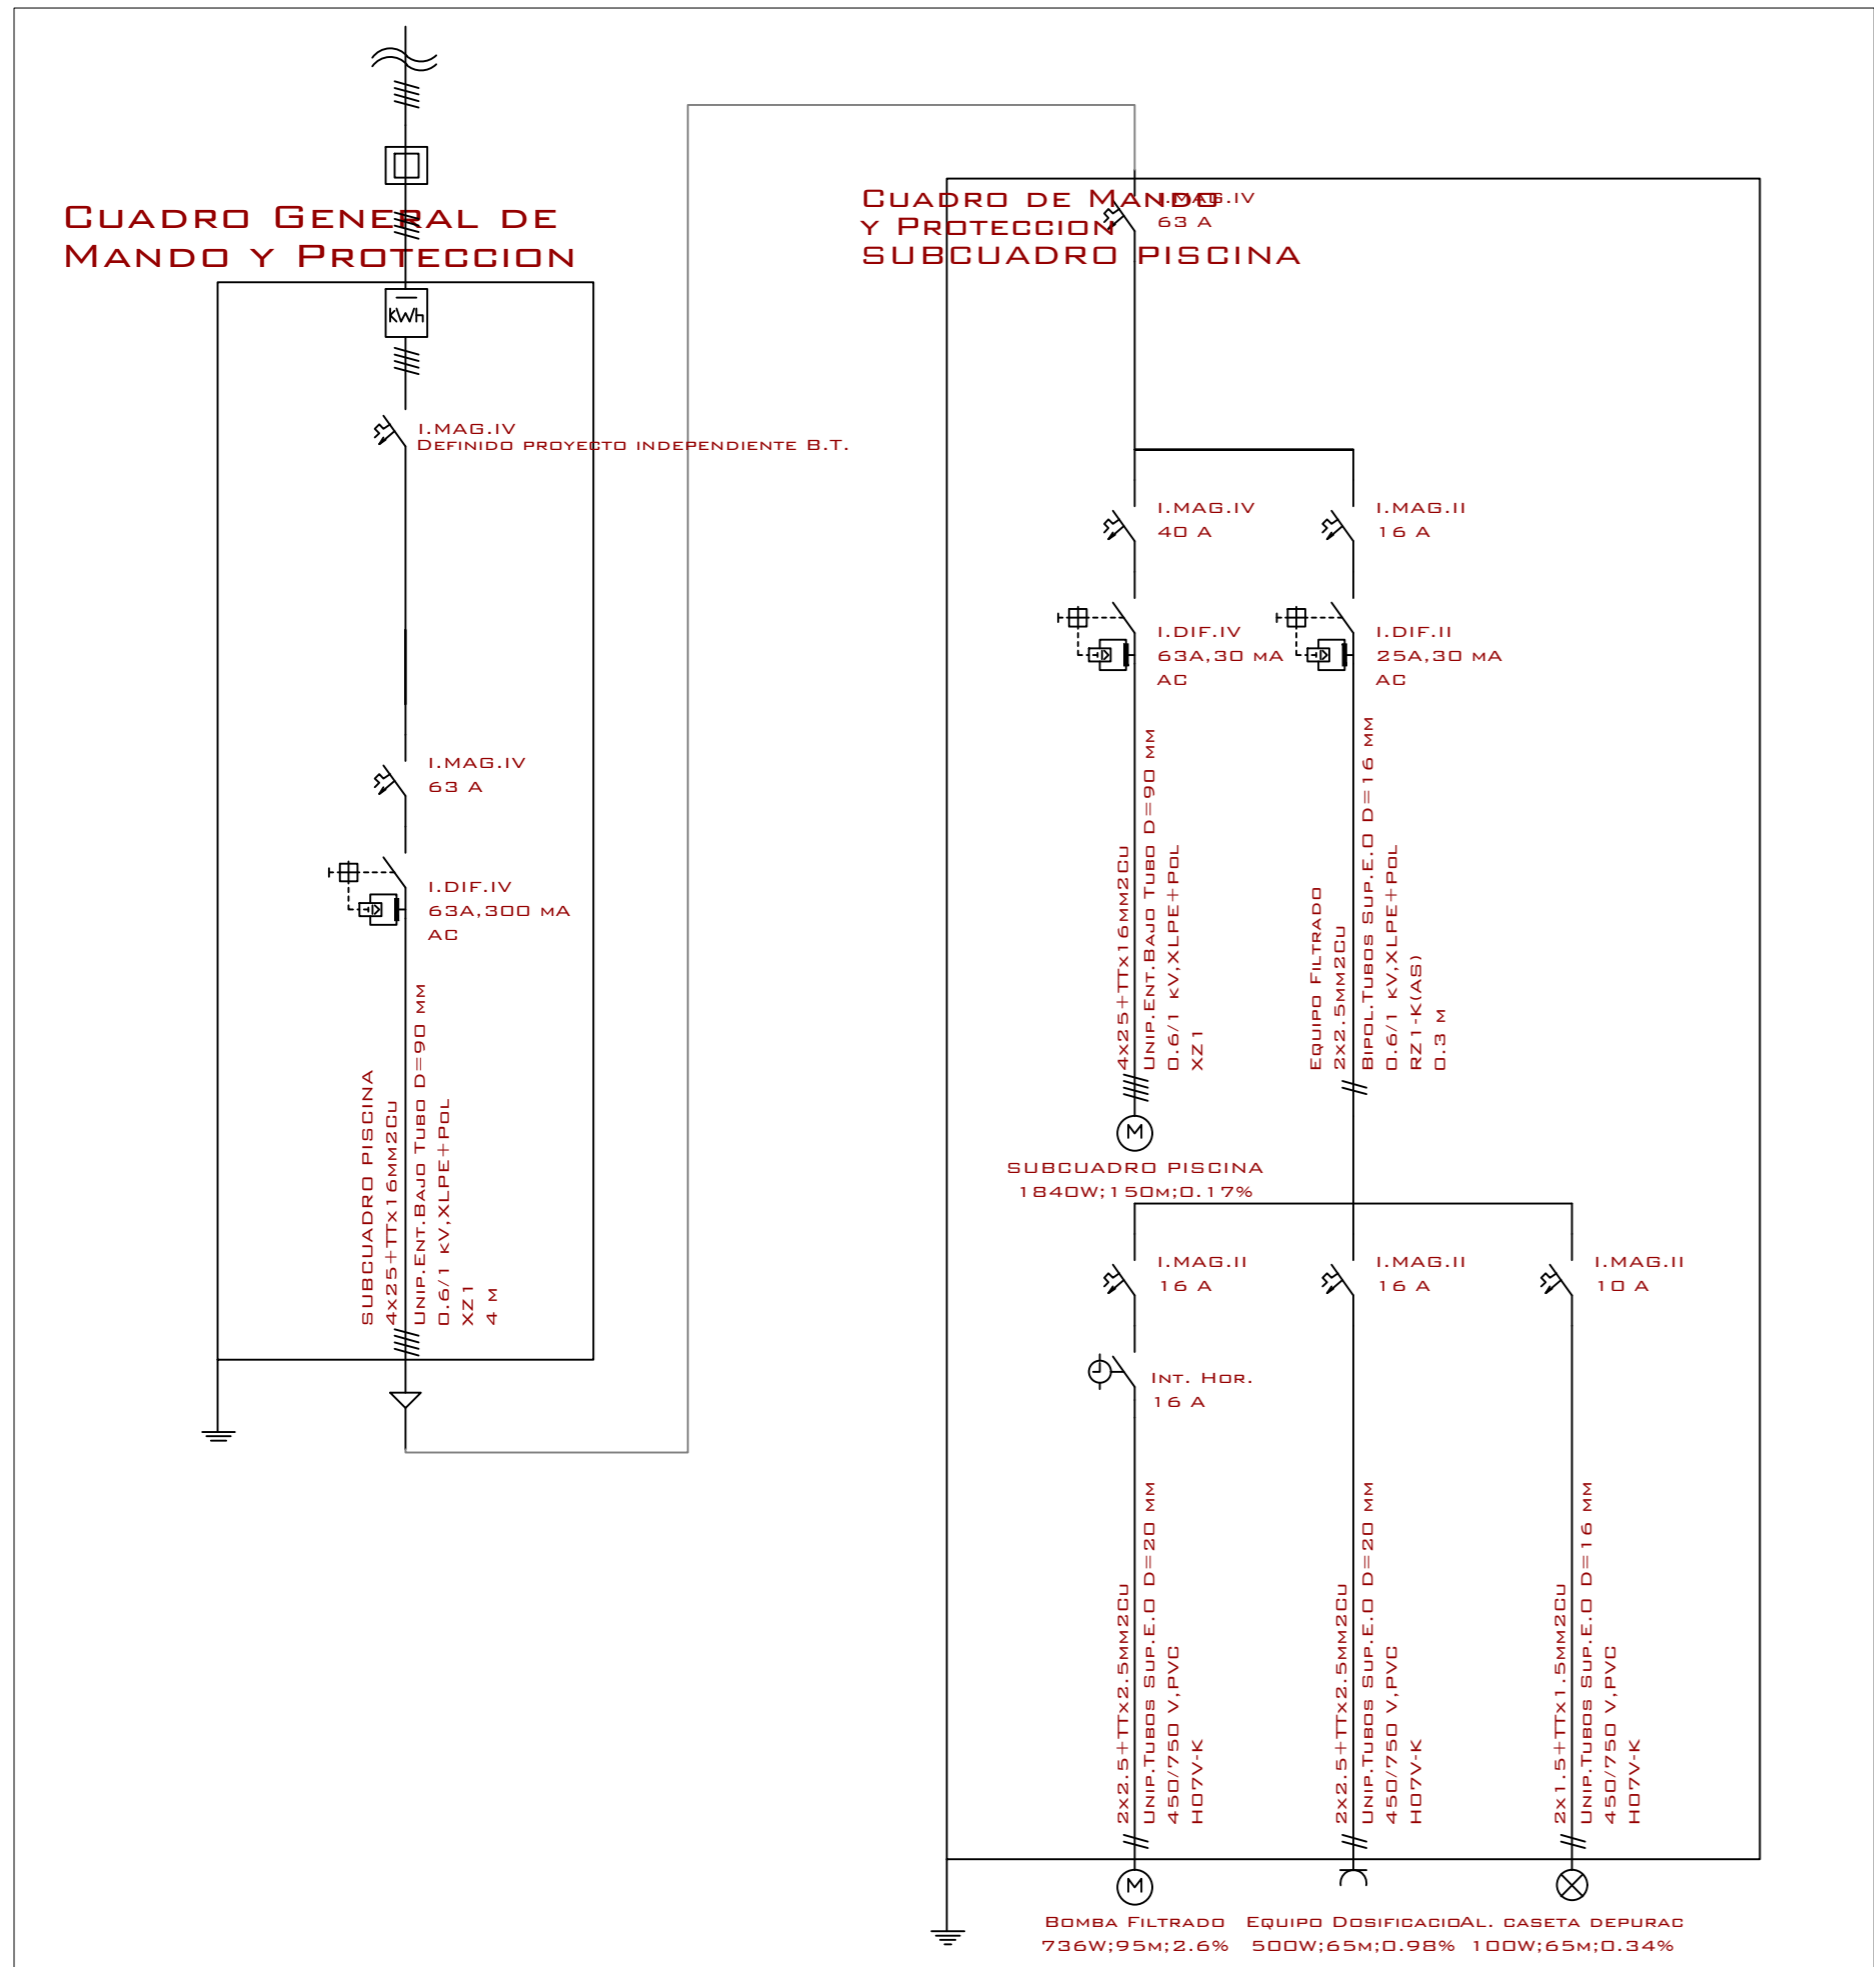 CUADRO GENERAL DE
MANDO Y PROTECCION
KWh
I.MAG.IV
DEFINIDO PROYECTO INDEPENDIENTE B.T.
I.MAG.IV
63 A
I.DIF.IV
63A,300 MA
AC
SUBCUADRO PISCINA
4X25+TTX16MM2CU
UNIP.ENT.BAJO TUBO D=90 MM
0.6/1 KV,XLPE+POL
XZ1
4 M
CUADRO DE MANDO
Y PROTECCION
SUBCUADRO PISCINA
I.MAG.IV
63 A
I.MAG.IV
40 A
I.DIF.IV
63A,30 MA
AC
4X25+TTX16MM2CU
UNIP.ENT.BAJO TUBO D=90 MM
0.6/1 KV,XLPE+POL
XZ1
M
SUBCUADRO PISCINA
1840W;150M;0.17%
I.MAG.II
16 A
I.DIF.II
25A,30 MA
AC
EQUIPO FILTRADO
2X2.5MM2CU
BIPOL.TUBOS SUP.E.O D=16 MM
0.6/1 KV,XLPE+POL
RZ1-K(AS)
0.3 M
I.MAG.II
16 A
INT. HOR.
16 A
2X2.5+TTX2.5MM2CU
UNIP.TUBOS SUP.E.O D=20 MM
450/750 V,PVC
H07V-K
M
BOMBA FILTRADO
736W;95M;2.6%
I.MAG.II
16 A
2X2.5+TTX2.5MM2CU
UNIP.TUBOS SUP.E.O D=20 MM
450/750 V,PVC
H07V-K
EQUIPO DOSIFICACIO
500W;65M;0.98%
I.MAG.II
10 A
2X1.5+TTX1.5MM2CU
UNIP.TUBOS SUP.E.O D=16 MM
450/750 V,PVC
H07V-K
AL. CASETA DEPURAC
100W;65M;0.34%